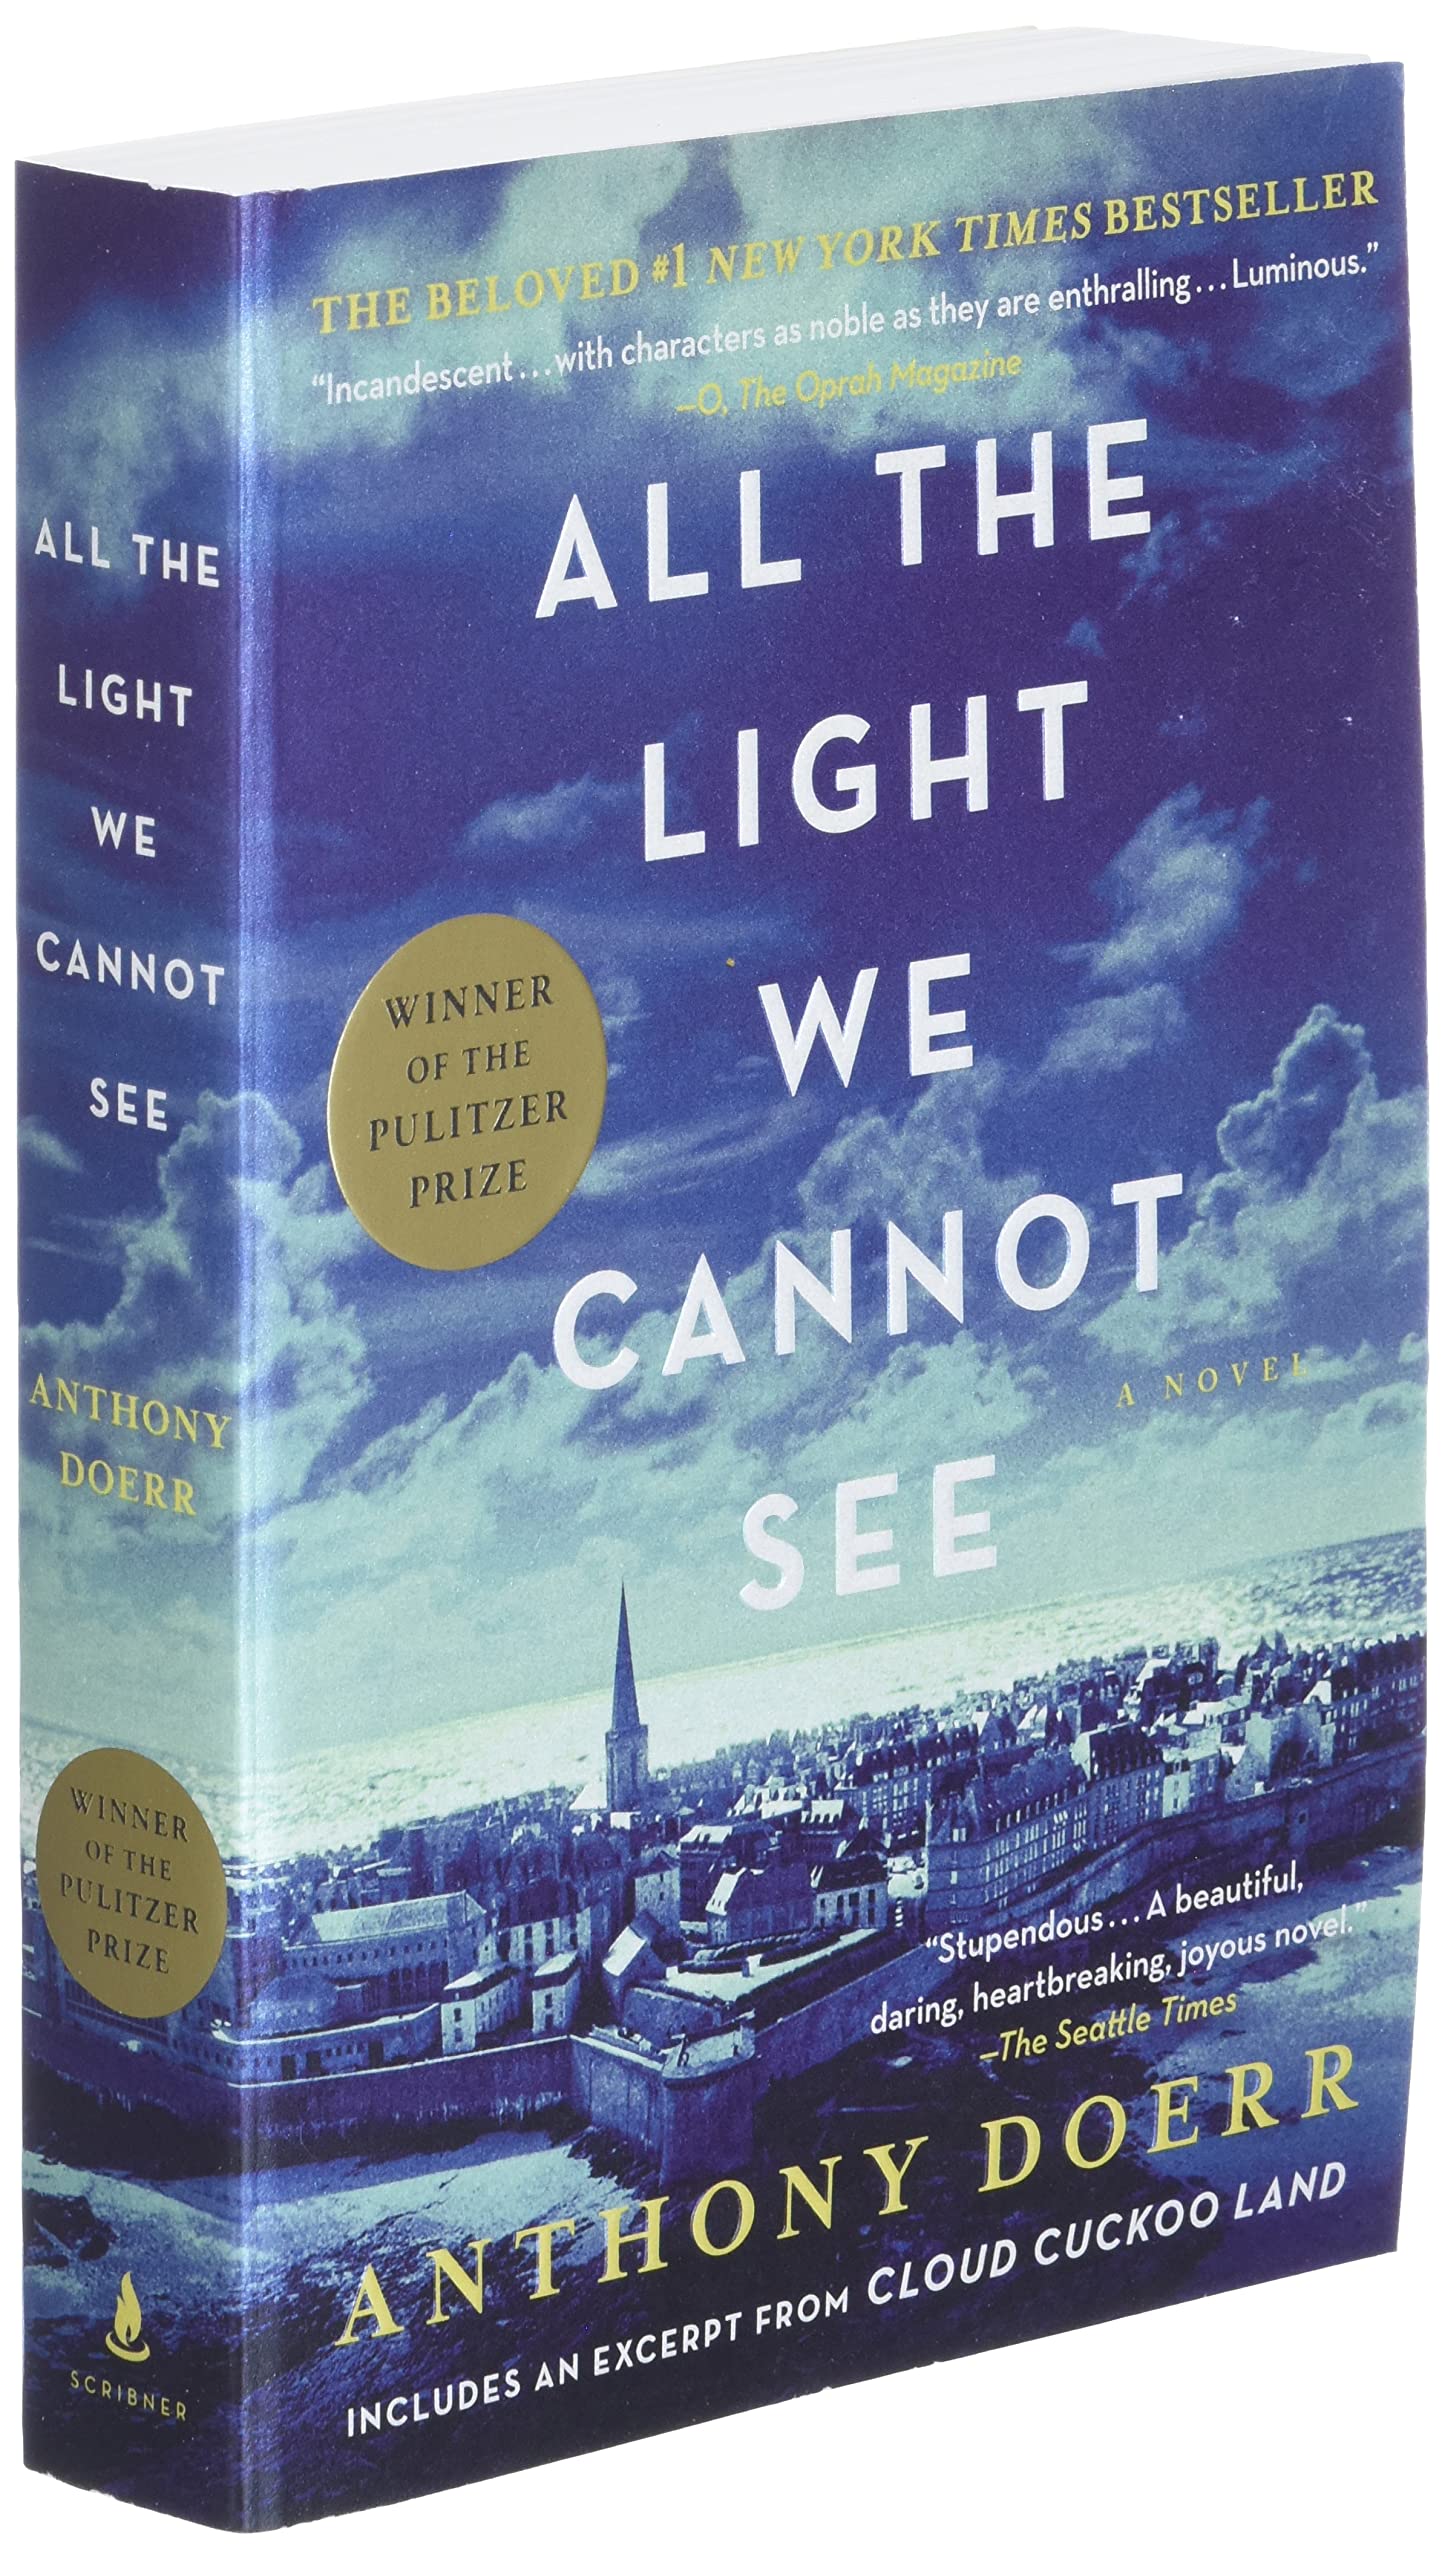 ALL THE
LIGHT
WE
CANNOT
SEE
ANTHONY
DOERR
WINNER
OF THE
PULITZER
PRIZE
SCRIBNER
THE BELOVED #1 NEW YORK TIMES BESTSELLER
“Incandescent...with characters as noble as they are enthralling...Luminous.”
–O, The Oprah Magazine
ALL THE
LIGHT
WE
CANNOT
SEE
A NOVEL
WINNER
OF THE
PULITZER
PRIZE
“Stupendous...A beautiful,
daring, heartbreaking, joyous novel.”
–The Seattle Times
ANTHONY DOERR
INCLUDES AN EXCERPT FROM CLOUD CUCKOO LAND